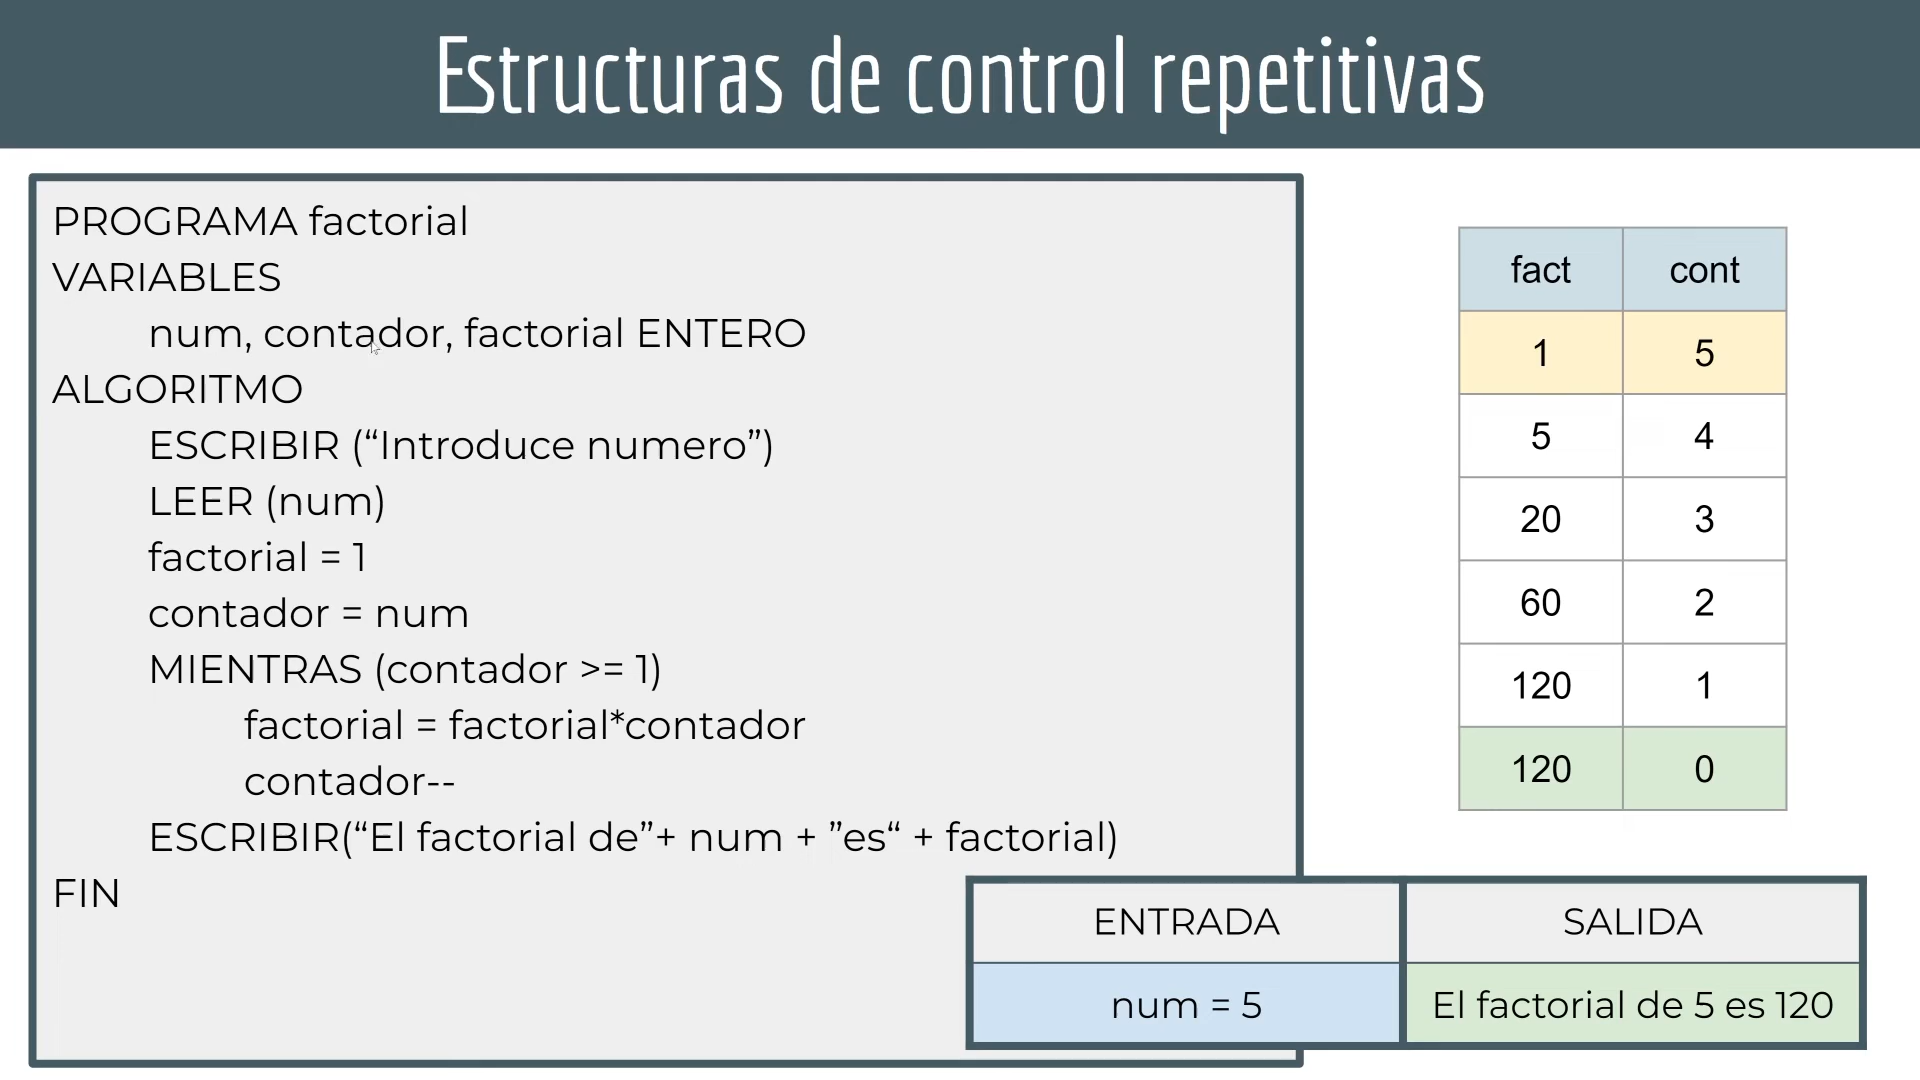 Estructuras de control repetitivas
PROGRAMA factorial
VARIABLES
num, contador, factorial ENTERO
ALGORITMO
ESCRIBIR (“Introduce numero”)
LEER (num)
factorial = 1
contador = num
MIENTRAS (contador >= 1)
factorial = factorial*contador
contador--
ESCRIBIR(“El factorial de”+ num + ”es“ + factorial)
FIN
fact cont
1 5
5 4
20 3
60 2
120 1
120 0
ENTRADA SALIDA
num = 5 El factorial de 5 es 120